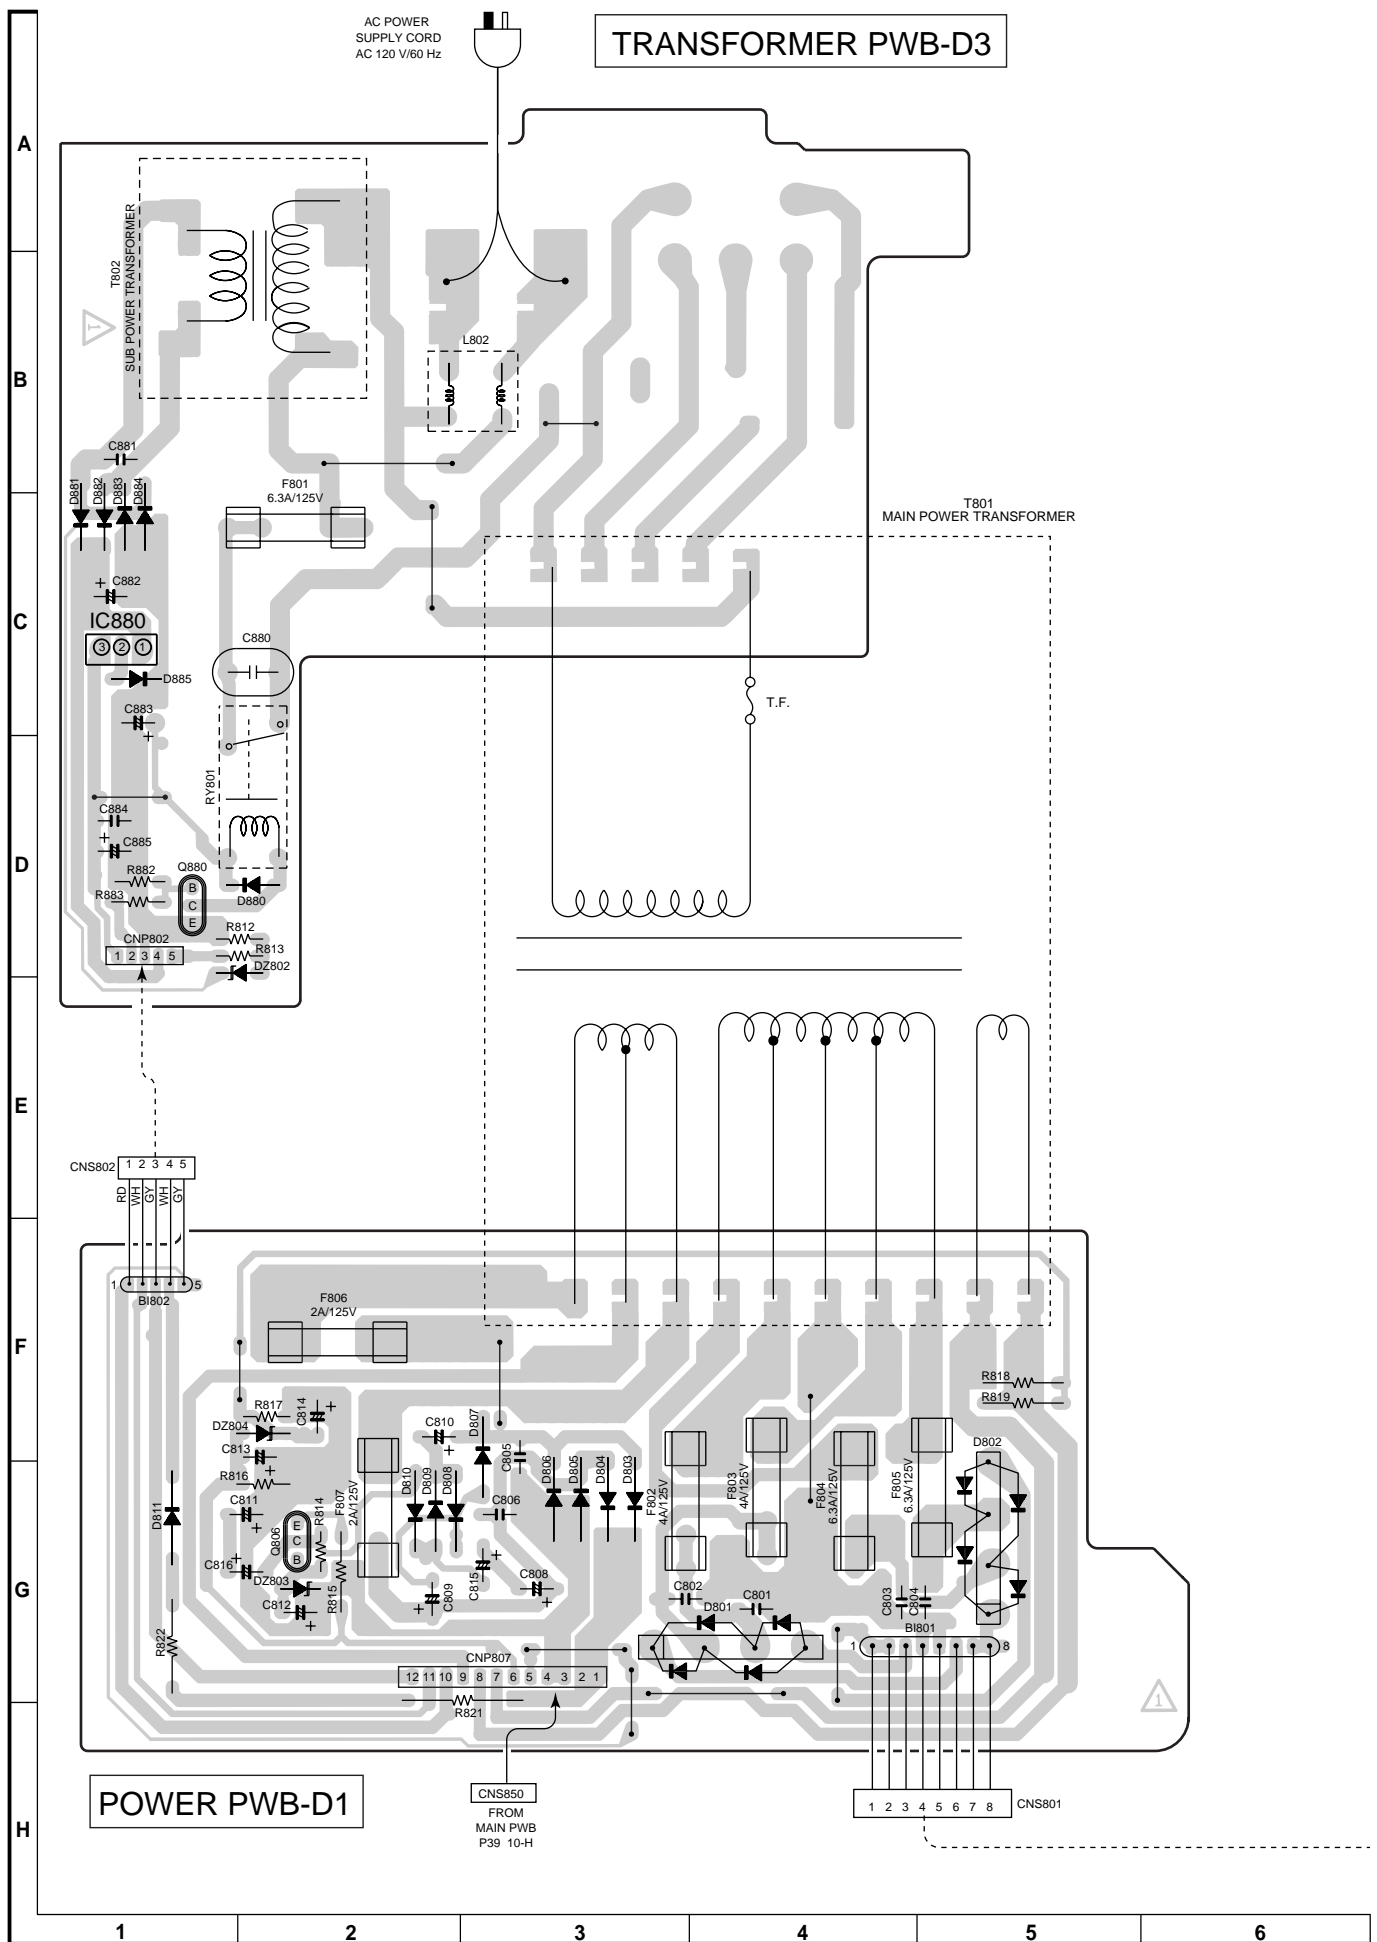 AC POWER
SUPPLY CORD
AC 120 V/60 Hz
TRANSFORMER PWB-D3
A
T802
SUB POWER TRANSFORMER
1
L802
B
C881
D881
D882
D883
D884
F801
6.3A/125V
T801
MAIN POWER TRANSFORMER
+
C882
C
IC880
3 2 1
C880
D885
T.F.
C883
+
RY801
C884
+
C885
D
R882
Q880
B
C
E
R883
D880
R812
CNP802
R813
1 2 3 4 5
DZ802
E
CNS802
1 2 3 4 5
RD
WH
GY
WH
GY
1
5
BI802
F806
2A/125V
F
R818
R819
R817
C814
+
DZ804
C810
+
D807
C813
+
C805
D802
R816
D810
D809
D808
D806
D805
D804
D803
F802
4A/125V
F803
4A/125V
F804
6.3A/125V
F805
6.3A/125V
F807
2A/125V
D811
C811
+
R814
C806
Q806
E
C
B
G
C816
+
DZ803
R815
C815
+
C808
+
C809
+
C812
+
C802
D801
C801
C803
C804
R822
BI801
1
8
CNP807
12 11 10 9 8 7 6 5 4 3 2 1
R821
1
POWER PWB-D1
CNS850
FROM
MAIN PWB
P39 10-H
1 2 3 4 5 6 7 8
CNS801
H
1 2 3 4 5 6